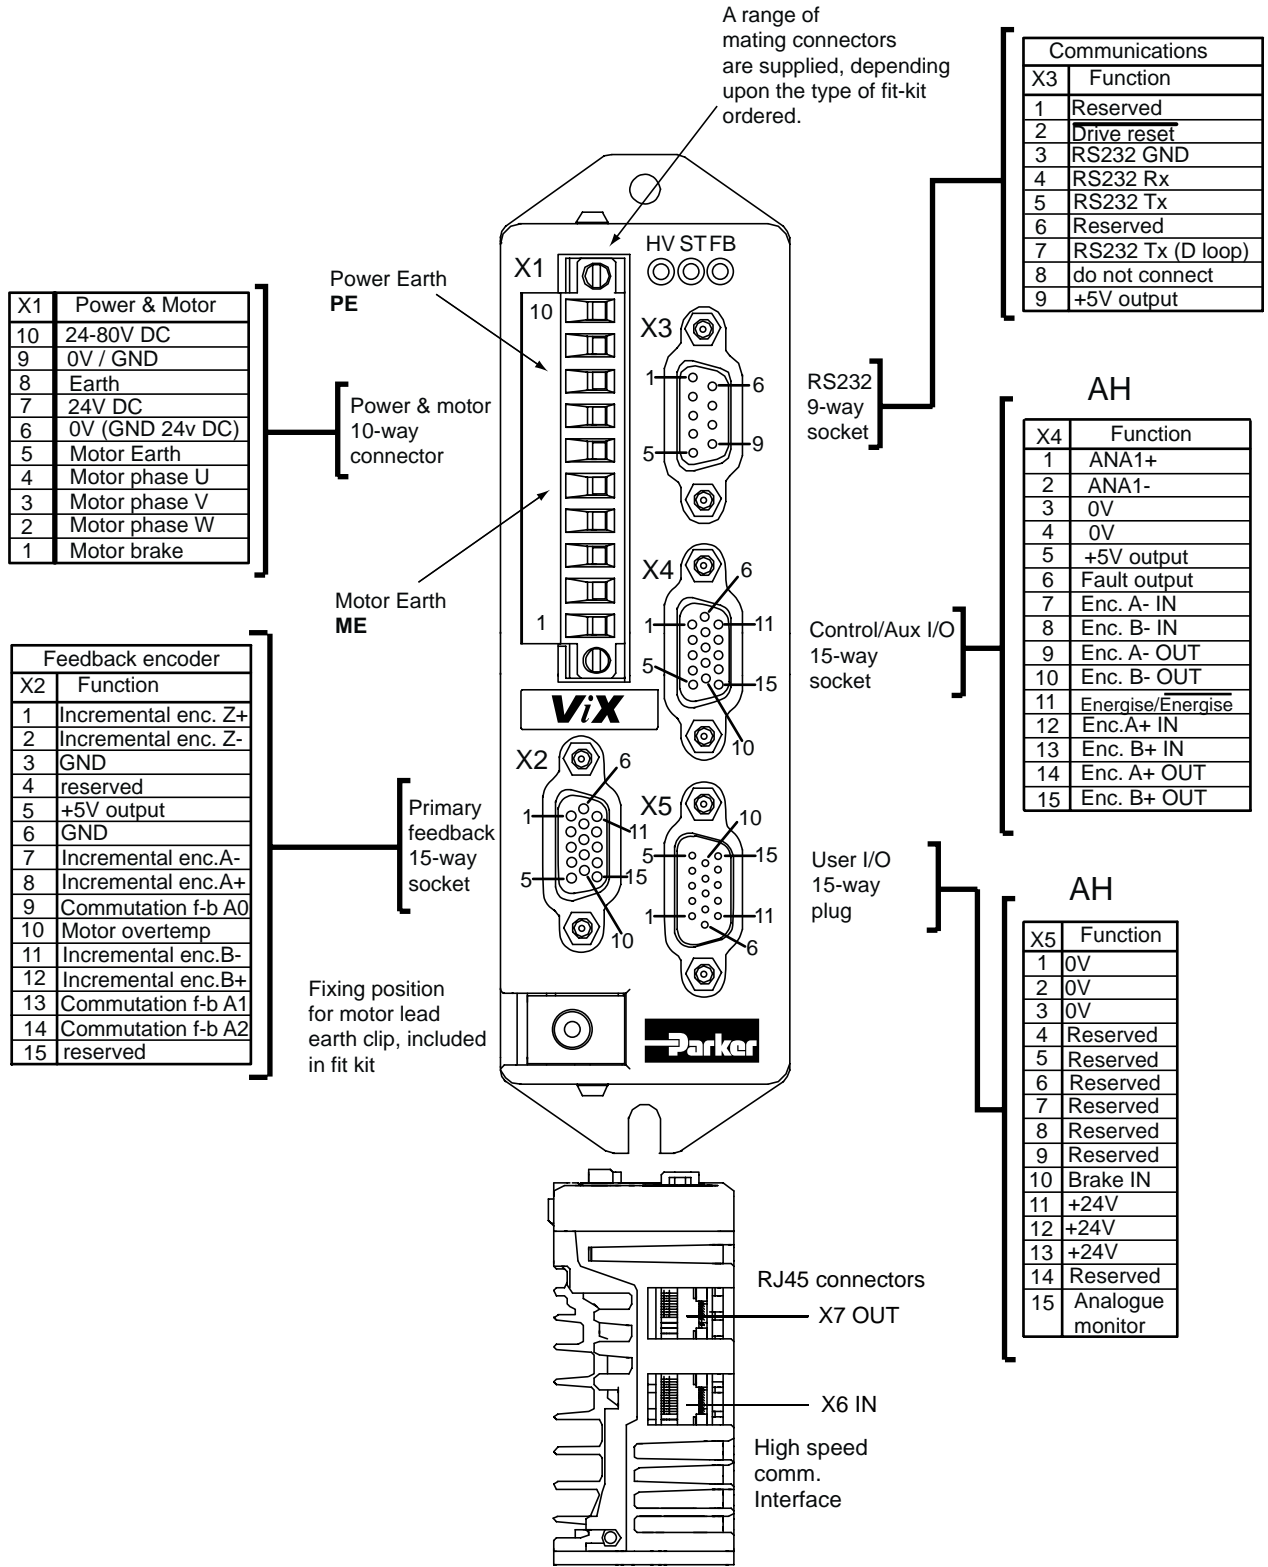 A range of
mating connectors
are supplied, depending
upon the type of fit-kit
ordered.
Communications
X3 Function
1 Reserved
2 Drive reset
3 RS232 GND
4 RS232 Rx
5 RS232 Tx
6 Reserved
7 RS232 Tx (D loop)
8 do not connect
9 +5V output
HV ST FB
X1
10
1
Power Earth
PE
X1 Power & Motor
10 24-80V DC
9 0V / GND
8 Earth
7 24V DC
6 0V (GND 24v DC)
5 Motor Earth
4 Motor phase U
3 Motor phase V
2 Motor phase W
1 Motor brake
Power & motor
10-way
connector
Motor Earth
ME
X3
1
6
5
9
RS232
9-way
socket
AH
X4 Function
1 ANA1+
2 ANA1-
3 0V
4 0V
5 +5V output
6 Fault output
7 Enc. A- IN
8 Enc. B- IN
9 Enc. A- OUT
10 Enc. B- OUT
11 Energise/Energise
12 Enc.A+ IN
13 Enc. B+ IN
14 Enc. A+ OUT
15 Enc. B+ OUT
X4
6
1
11
5
15
10
Control/Aux I/O
15-way
socket
ViX
Feedback encoder
X2 Function
1 Incremental enc. Z+
2 Incremental enc. Z-
3 GND
4 reserved
5 +5V output
6 GND
7 Incremental enc.A-
8 Incremental enc.A+
9 Commutation f-b A0
10 Motor overtemp
11 Incremental enc.B-
12 Incremental enc.B+
13 Commutation f-b A1
14 Commutation f-b A2
15 reserved
Primary
feedback
15-way
socket
X2
6
1
11
5
15
10
X5
10
5
15
1
11
6
User I/O
15-way
plug
AH
X5 Function
1 0V
2 0V
3 0V
4 Reserved
5 Reserved
6 Reserved
7 Reserved
8 Reserved
9 Reserved
10 Brake IN
11 +24V
12 +24V
13 +24V
14 Reserved
15 Analogue
monitor
Fixing position
for motor lead
earth clip, included
in fit kit
Parker
RJ45 connectors
X7 OUT
X6 IN
High speed
comm.
Interface